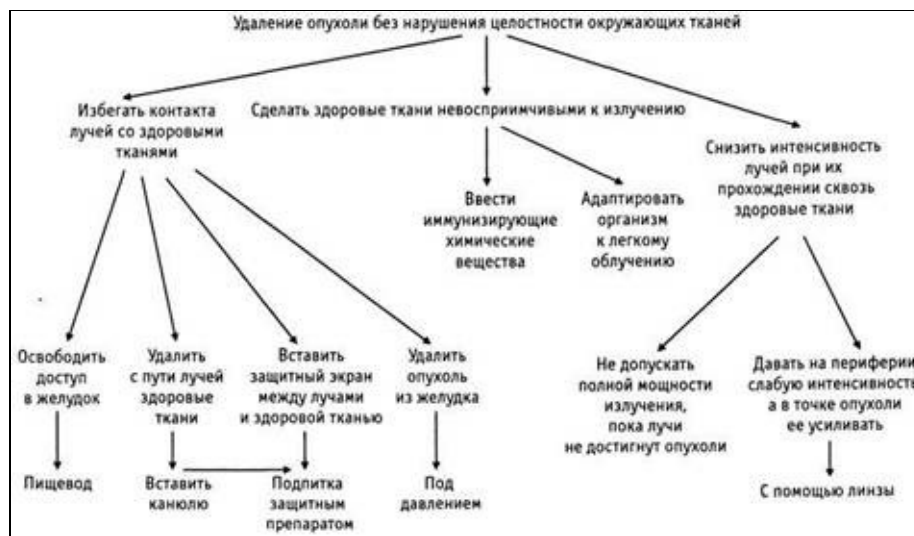 Удаление опухоли без нарушения целостности окружающих тканей
Избегать контакта
лучей со здоровыми
тканями
Сделать здоровые ткани невосприимчивыми к излучению
Снизить интенсивность
лучей при их
прохождении сквозь
здоровые ткани
Ввести
иммунизирующие
химические
вещества
Адаптировать
организм
к легкому
облучению
Освободить
доступ
в желудок
Удалить
с пути лучей
здоровые
ткани
Вставить
защитный экран
между лучами
и здоровой тканью
Удалить
опухоль
из желудка
Не допускать
полной мощности
излучения,
пока лучи
не достигнут опухоли
Давать на периферии
слабую интенсивность
а в точке опухоли
ее усиливать
Пищевод
Вставить
канюлю
Подпитка
защитным
препаратом
Под
давлением
С помощью линзы